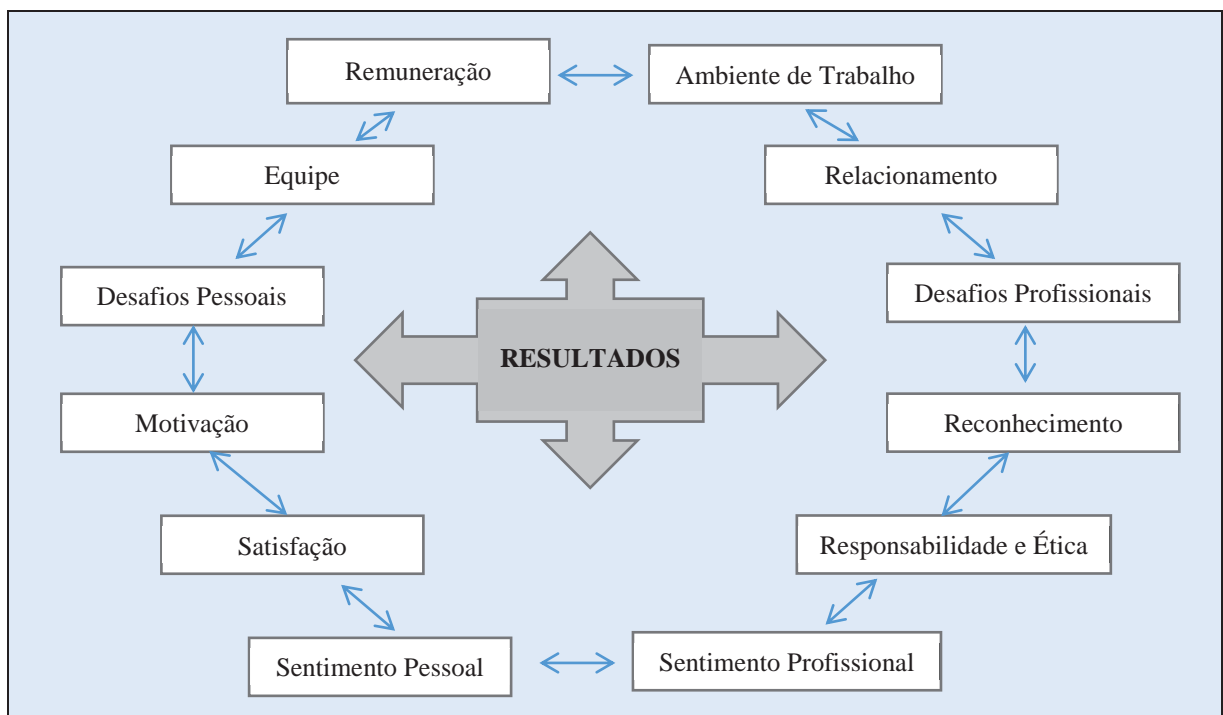 Remuneração
Ambiente de Trabalho
Equipe
Relacionamento
Desafios Pessoais
Desafios Profissionais
RESULTADOS
Motivação
Reconhecimento
Satisfação
Responsabilidade e Ética
Sentimento Pessoal
Sentimento Profissional